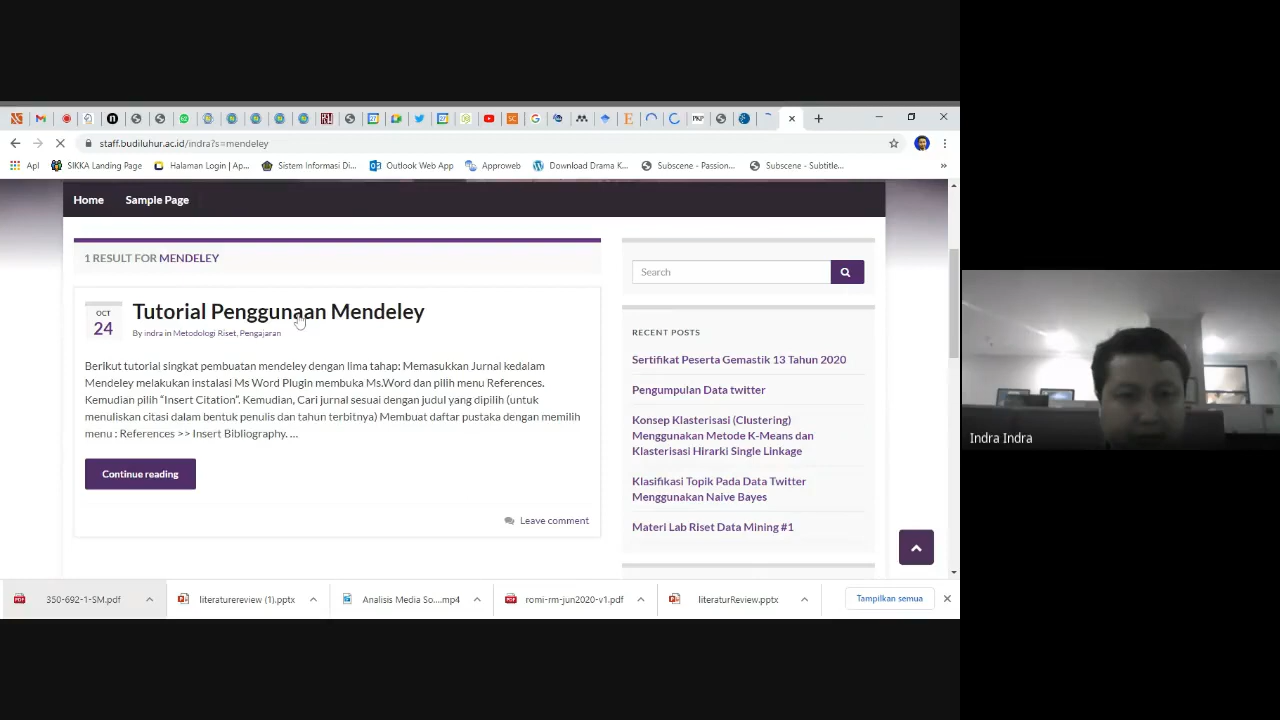 staff.budiluhur.ac.id/indra?s=mendeley
Apl
SIKKA Landing Page
Halaman Login | Ap...
Sistem Informasi Di...
Outlook Web App
Approweb
Download Drama K...
Subscene - Passion...
Subscene - Subtitle...
»
Home
Sample Page
1 RESULT FOR MENDELEY
OCT
24
Tutorial Penggunaan Mendeley
By indra in Metodologi Riset, Pengajaran
Berikut tutorial singkat pembuatan mendeley dengan lima tahap: Memasukkan Jurnal kedalam
Mendeley melakukan instalasi Ms Word Plugin membuka Ms.Word dan pilih menu References.
Kemudian pilih “Insert Citation”. Kemudian, Cari jurnal sesuai dengan judul yang dipilih (untuk
menuliskan citasi dalam bentuk penulis dan tahun terbitnya) Membuat daftar pustaka dengan memilih
menu : References >> Insert Bibliography. ...
Continue reading
Leave comment
Search
RECENT POSTS
Sertifikat Peserta Gemastik 13 Tahun 2020
Pengumpulan Data twitter
Konsep Klasterisasi (Clustering)
Menggunakan Metode K-Means dan
Klasterisasi Hirarki Single Linkage
Klasifikasi Topik Pada Data Twitter
Menggunakan Naive Bayes
Materi Lab Riset Data Mining #1
350-692-1-SM.pdf
literaturereview (1).pptx
Analisis Media So....mp4
romi-rm-jun2020-v1.pdf
literaturReview.pptx
Tampilkan semua
Indra Indra